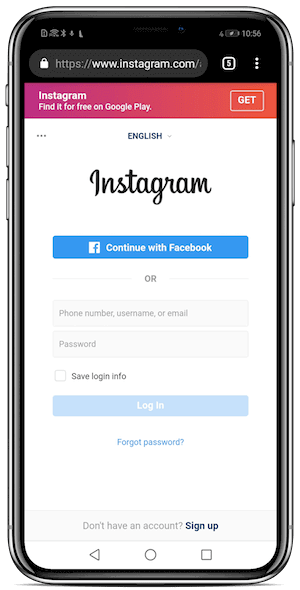 10:56
https://www.instagram.com/a
5
Instagram
Find it for free on Google Play.
GET
ENGLISH
Instagram
Continue with Facebook
OR
Phone number, username, or email
Password
Save login info
Log In
Forgot password?
Don't have an account? Sign up